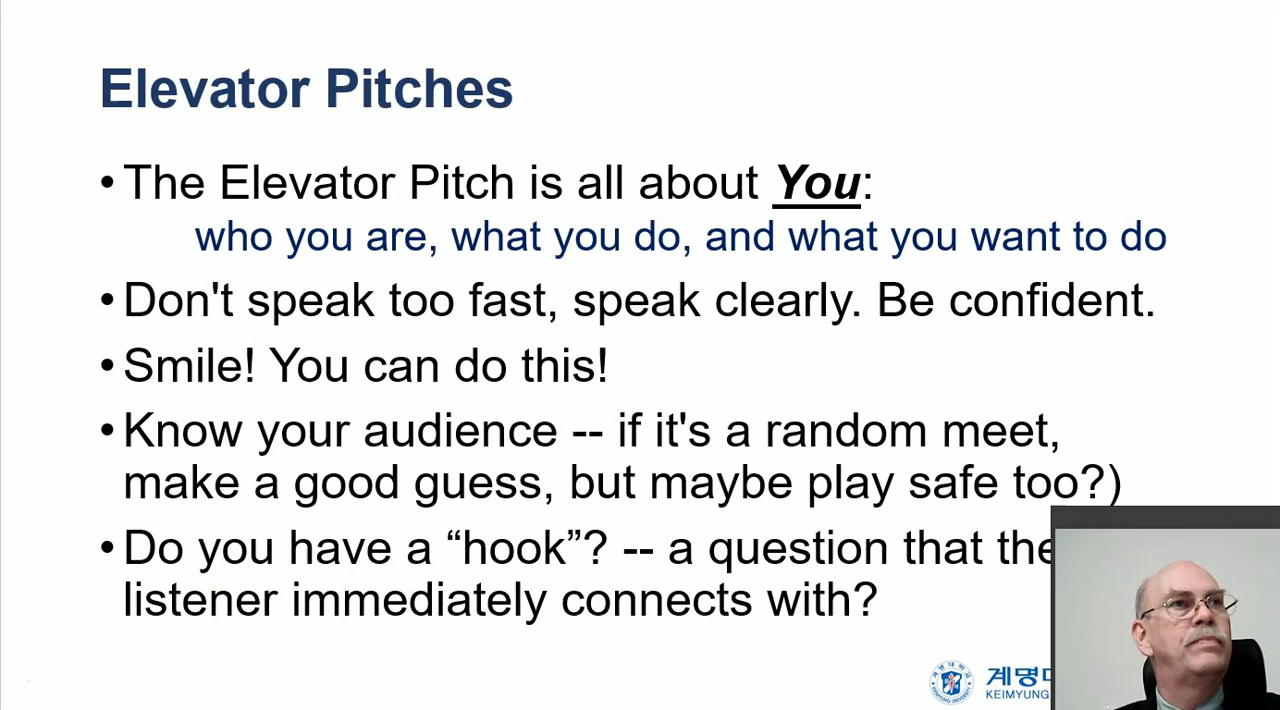 Elevator Pitches
• The Elevator Pitch is all about You:
who you are, what you do, and what you want to do
• Don't speak too fast, speak clearly. Be confident.
• Smile! You can do this!
• Know your audience -- if it's a random meet,
make a good guess, but maybe play safe too?)
• Do you have a “hook”? -- a question that the
listener immediately connects with?
계명대
KEIMYUNG